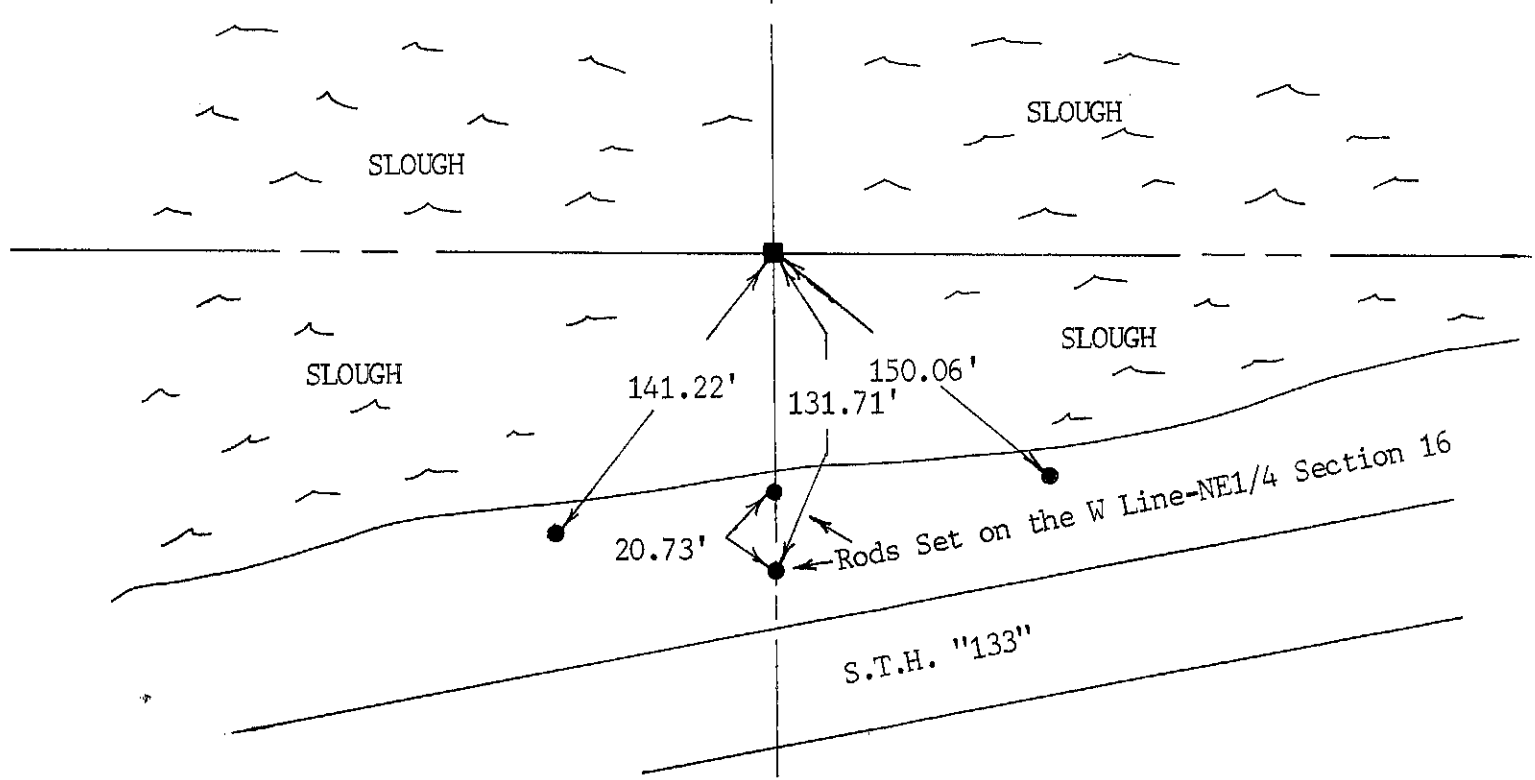 SLOUGH
SLOUGH
SLOUGH
SLOUGH
141.22'
150.06'
131.71'
20.73'
Rods Set on the W Line-NE1/4 Section 16
S.T.H. "133"